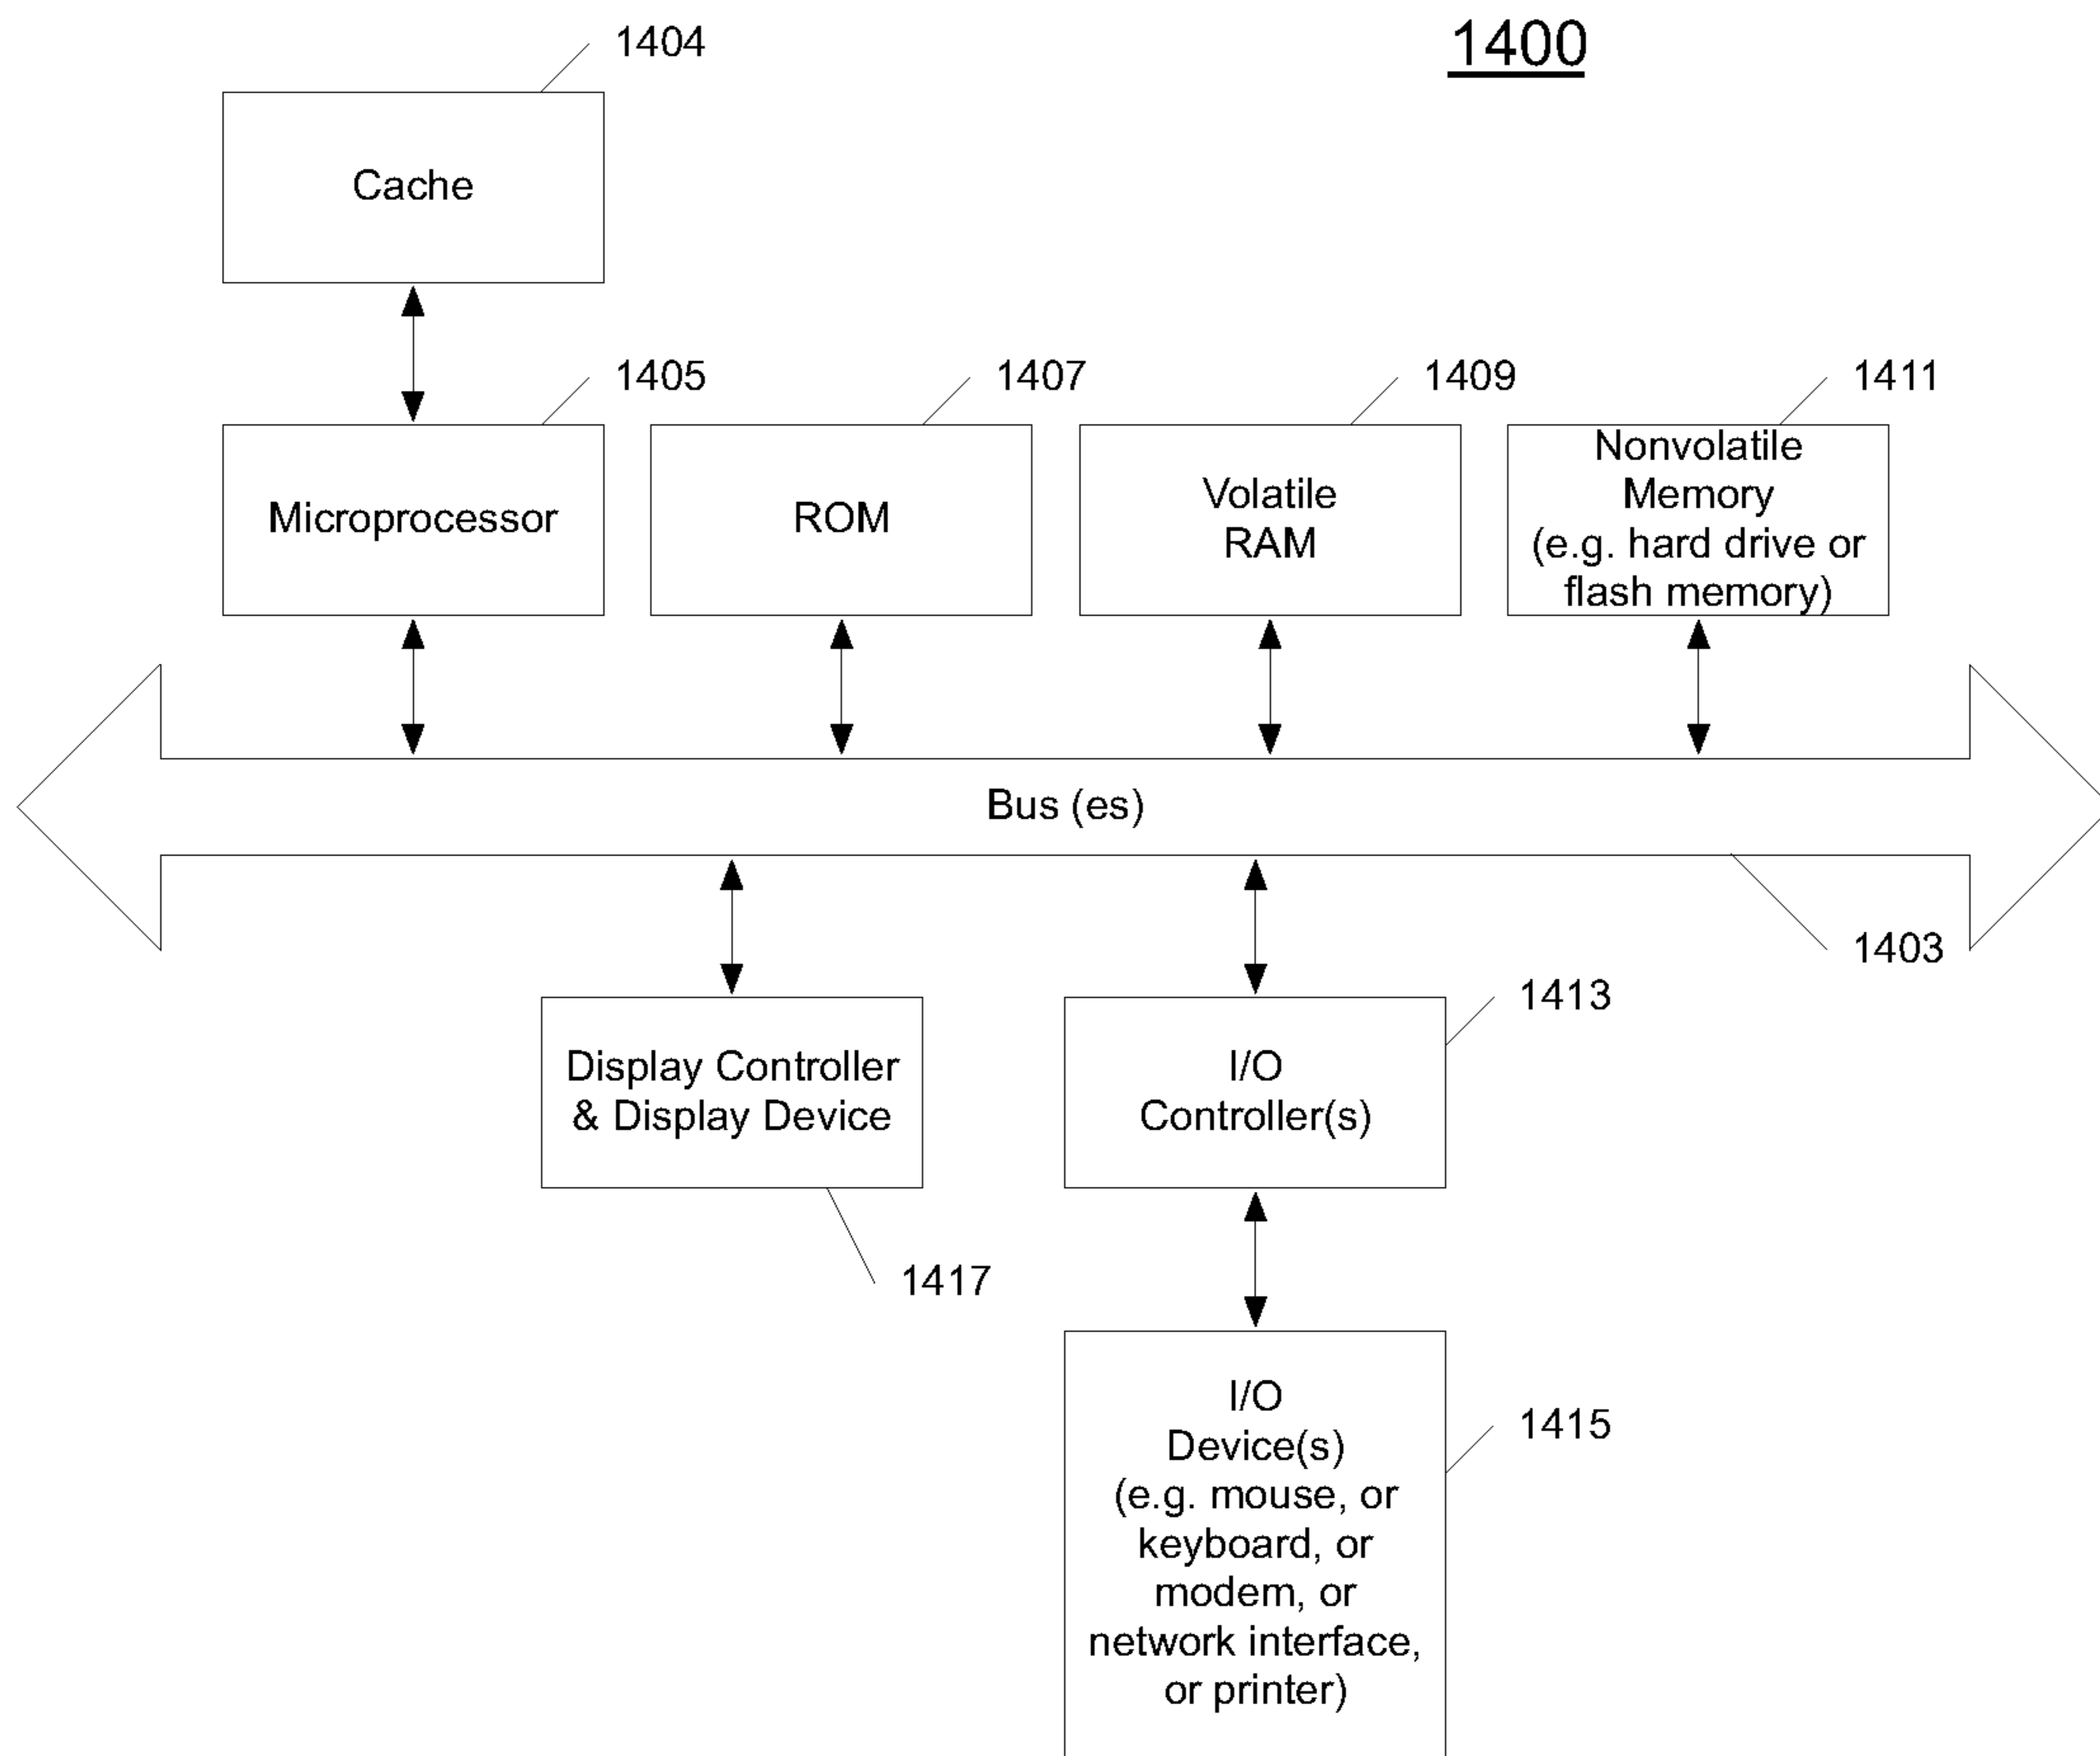 1400
1404
Cache
1405
1407
1409
1411
Microprocessor
ROM
Volatile
RAM
Nonvolatile
Memory
(e.g. hard drive or
flash memory)
Bus (es)
1403
1413
Display Controller
& Display Device
I/O
Controller(s)
1417
I/O
Device(s)
(e.g. mouse, or
keyboard, or
modem, or
network interface,
or printer)
1415